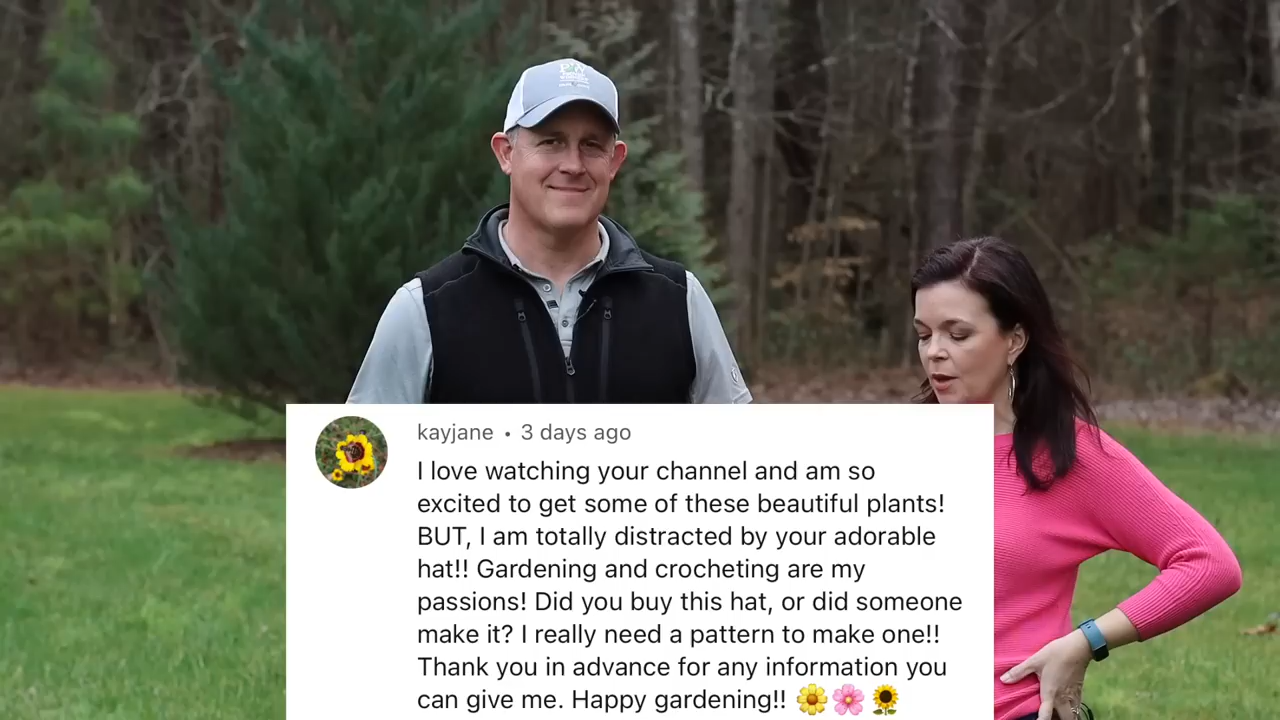 kayjane • 3 days ago
I love watching your channel and am so
excited to get some of these beautiful plants!
BUT, I am totally distracted by your adorable
hat!! Gardening and crocheting are my
passions! Did you buy this hat, or did someone
make it? I really need a pattern to make one!!
Thank you in advance for any information you
can give me. Happy gardening!! 🌼🌸🌻